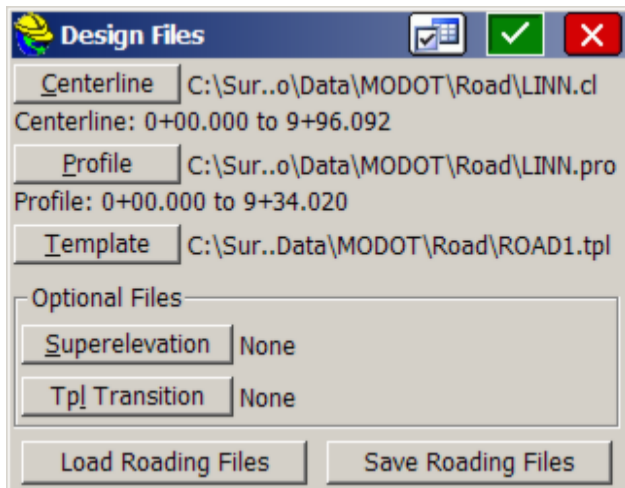 Design Files
Centerline C:\Sur..o\Data\MODOT\Road\LINN.cl
Centerline: 0+00.000 to 9+96.092
Profile C:\Sur..o\Data\MODOT\Road\LINN.pro
Profile: 0+00.000 to 9+34.020
Template C:\Sur..Data\MODOT\Road\ROAD1.tpl
Optional Files
Superelevation None
Tpl Transition None
Load Roading Files Save Roading Files